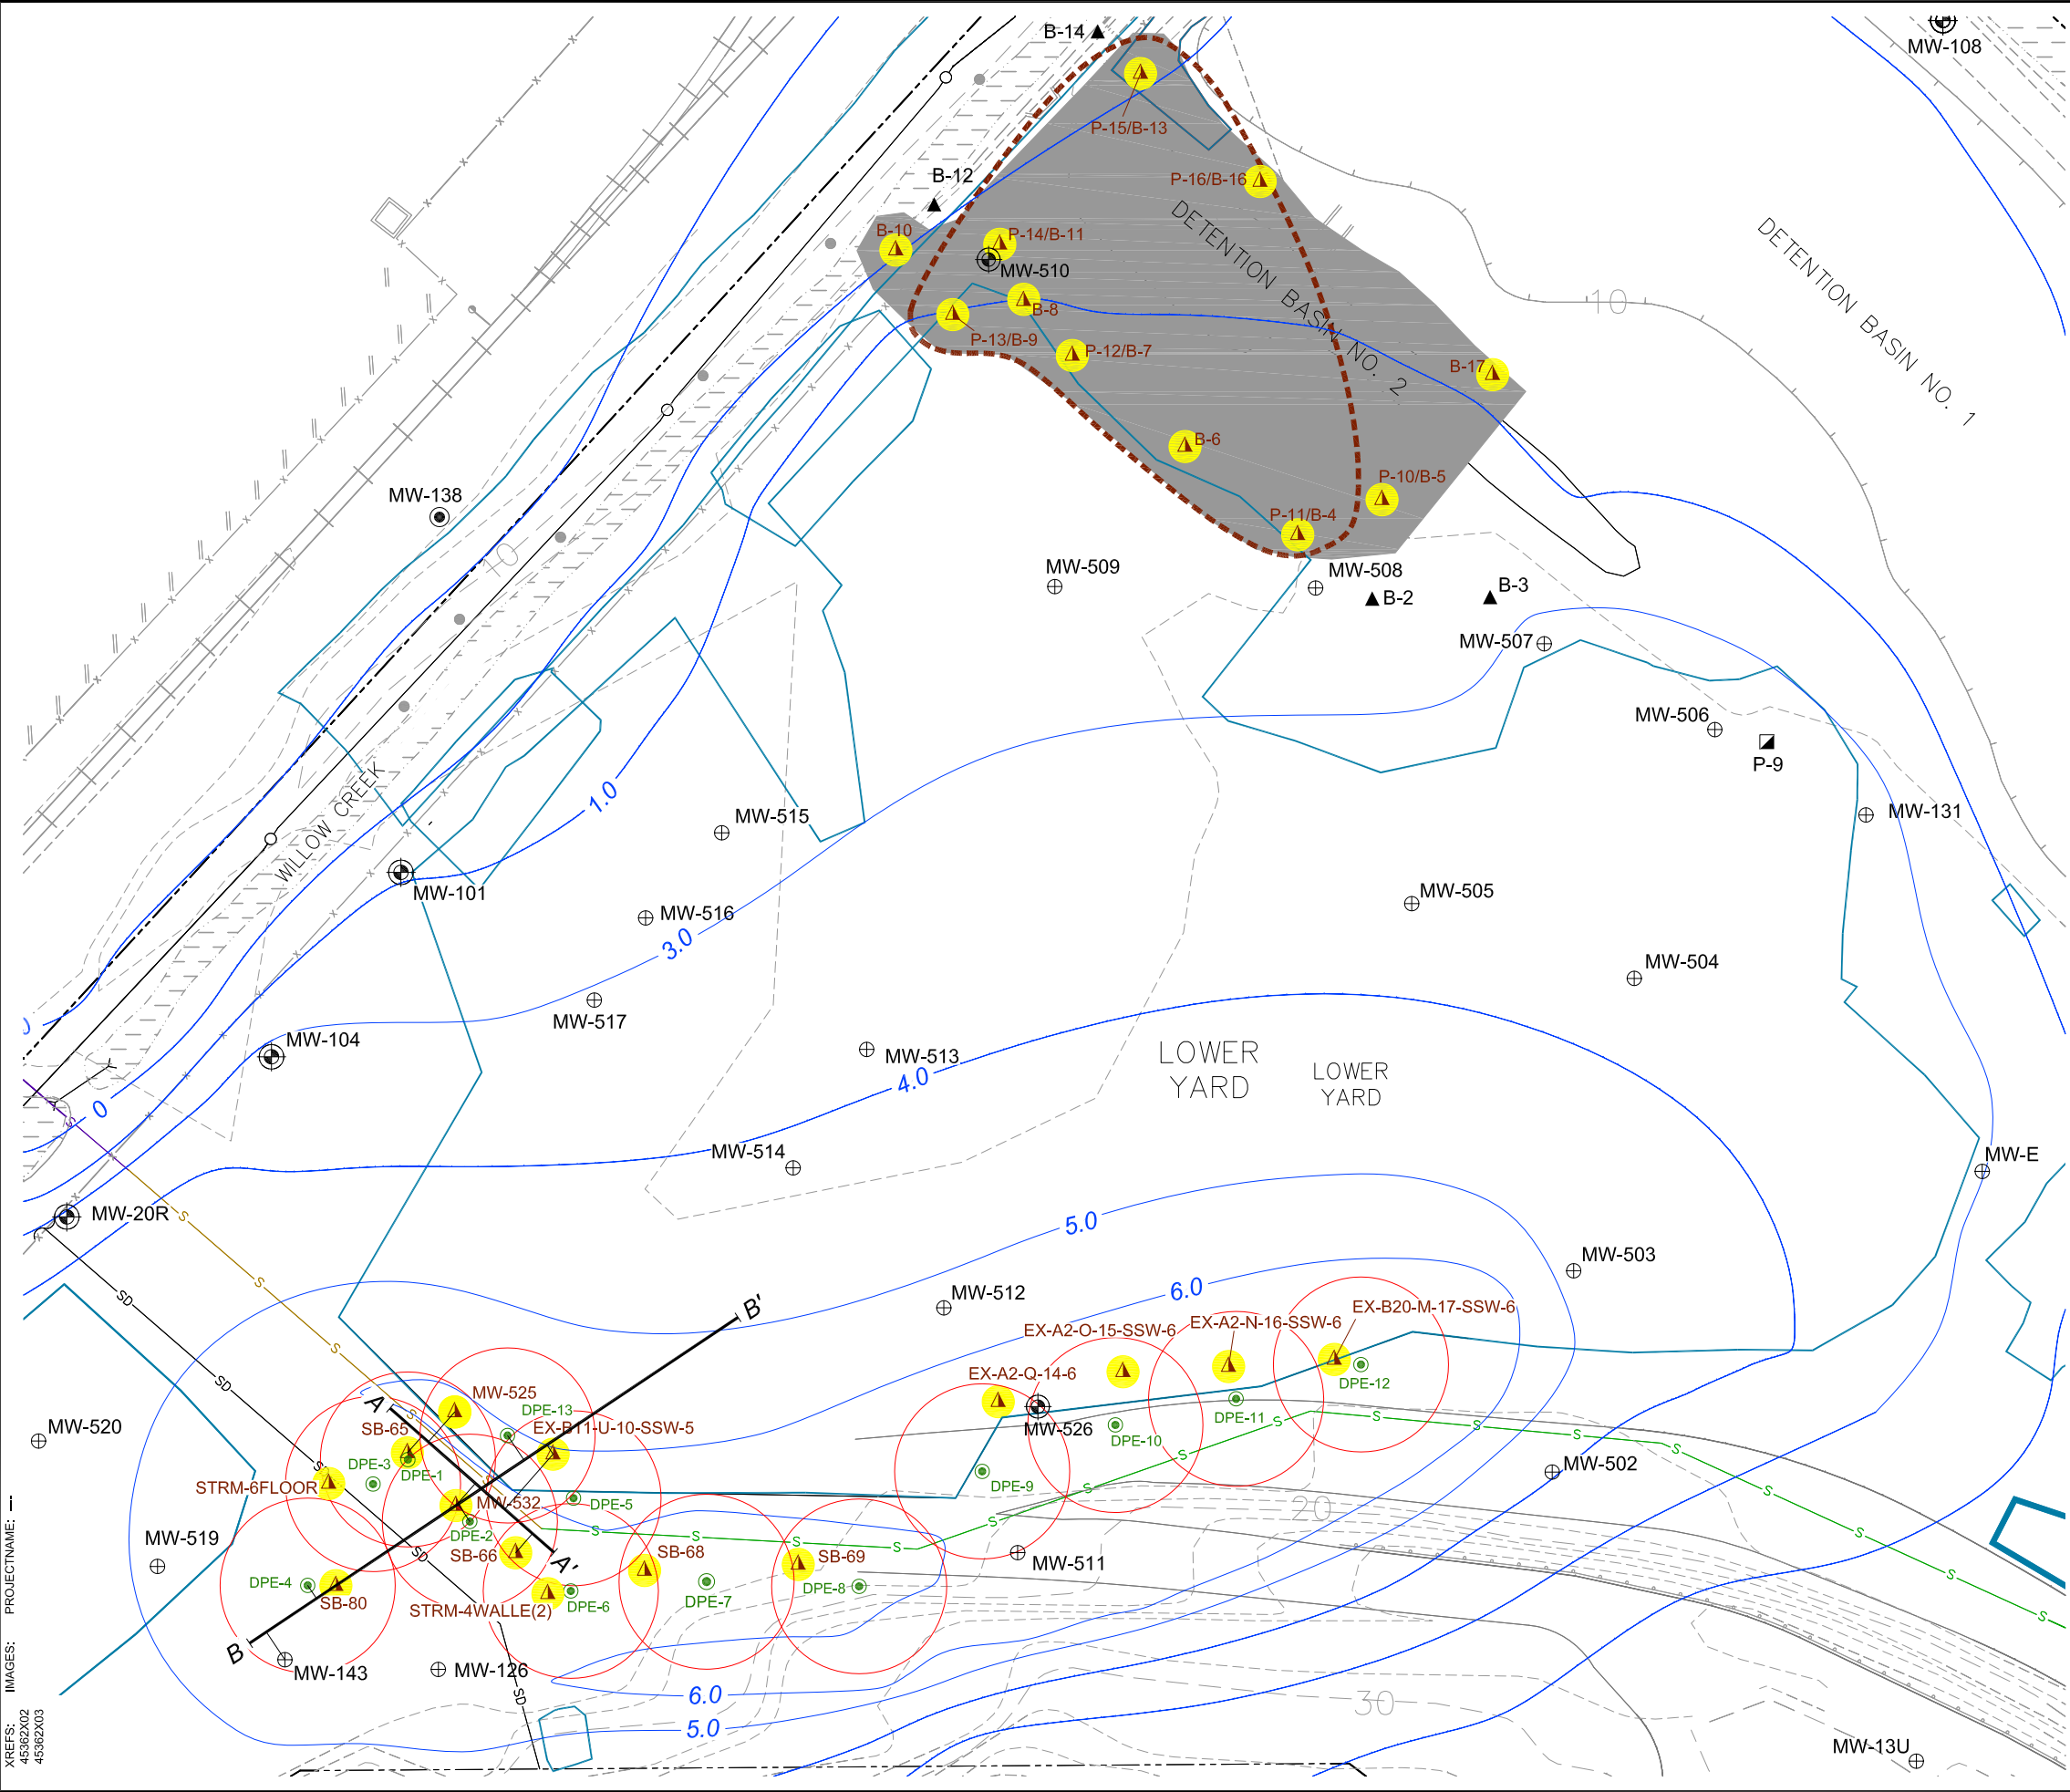 B-14
MW-108
P-15/B-13
B-12
P-16/B-16
DETENTION BASIN NO. 2
DETENTION BASIN NO. 1
B-10
P-14/B-11
MW-510
10
B-8
P-13/B-9
P-12/B-7
B-17
B-6
P-10/B-5
MW-138
P-11/B-4
10
MW-509
MW-508
B-2
B-3
MW-507
MW-506
P-9
WILLOW CREEK
1.0
MW-515
MW-131
MW-101
MW-505
MW-516
3.0
MW-504
MW-517
MW-104
MW-513
LOWER
YARD
LOWER
YARD
4.0
0
MW-514
MW-E
MW-20R
S
5.0
MW-503
S
SD
6.0
MW-512
B'
EX-B20-M-17-SSW-6
EX-A2-N-16-SSW-6
EX-A2-O-15-SSW-6
S
EX-A2-Q-14-6
SD
DPE-12
A
MW-525
DPE-13
DPE-11
S
MW-520
SB-65
EX-B11-U-10-SSW-5
MW-526
DPE-10
S
S
S
S
DPE-3
DPE-1
MW-502
STRM-6FLOOR
S
DPE-9
S
MW-532
DPE-5
S
20
DPE-2
S
S
S
S
S
SB-66
A'
SB-68
SB-69
MW-511
SD
MW-519
DPE-4
SB-80
DPE-6
DPE-7
DPE-8
S
STRM-4WALLE(2)
S
B
MW-143
MW-126
SD
6.0
5.0
30
MW-13U
XREFS:
45362X02
45362X03
IMAGES:
PROJECTNAME: